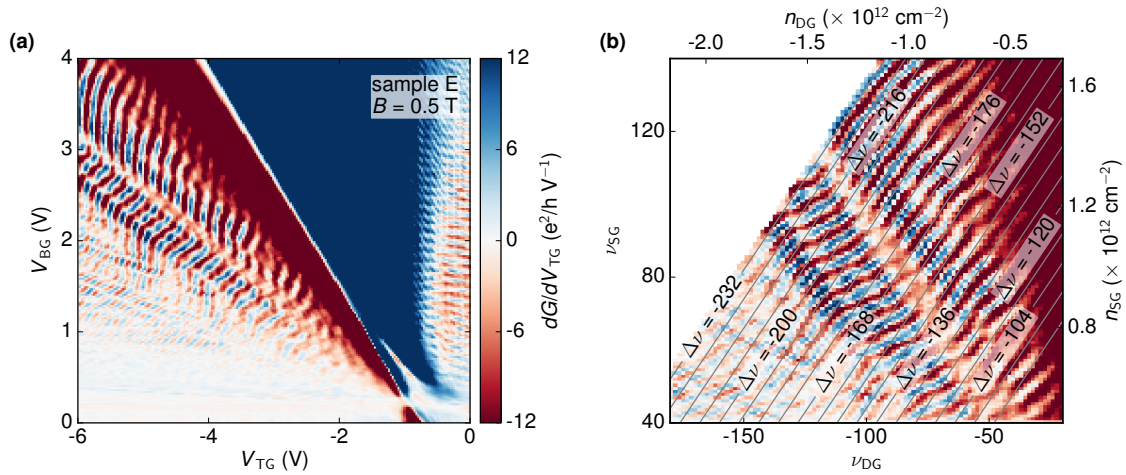 (a)
sample E
B = 0.5 T
4
3
2
1
0
V_BG (V)
-6
-4
-2
0
V_TG (V)
12
6
0
-6
-12
dG/dV_TG (e²/h V⁻¹)
(b)
n_DG (× 10¹² cm⁻²)
-2.0
-1.5
-1.0
-0.5
120
80
40
ν_SG
-150
-100
-50
ν_DG
1.6
1.2
0.8
n_SG (× 10¹² cm⁻²)
Δν = -216
Δν = -176
Δν = -152
Δν = -120
Δν = -232
Δν = -200
Δν = -168
Δν = -136
Δν = -104